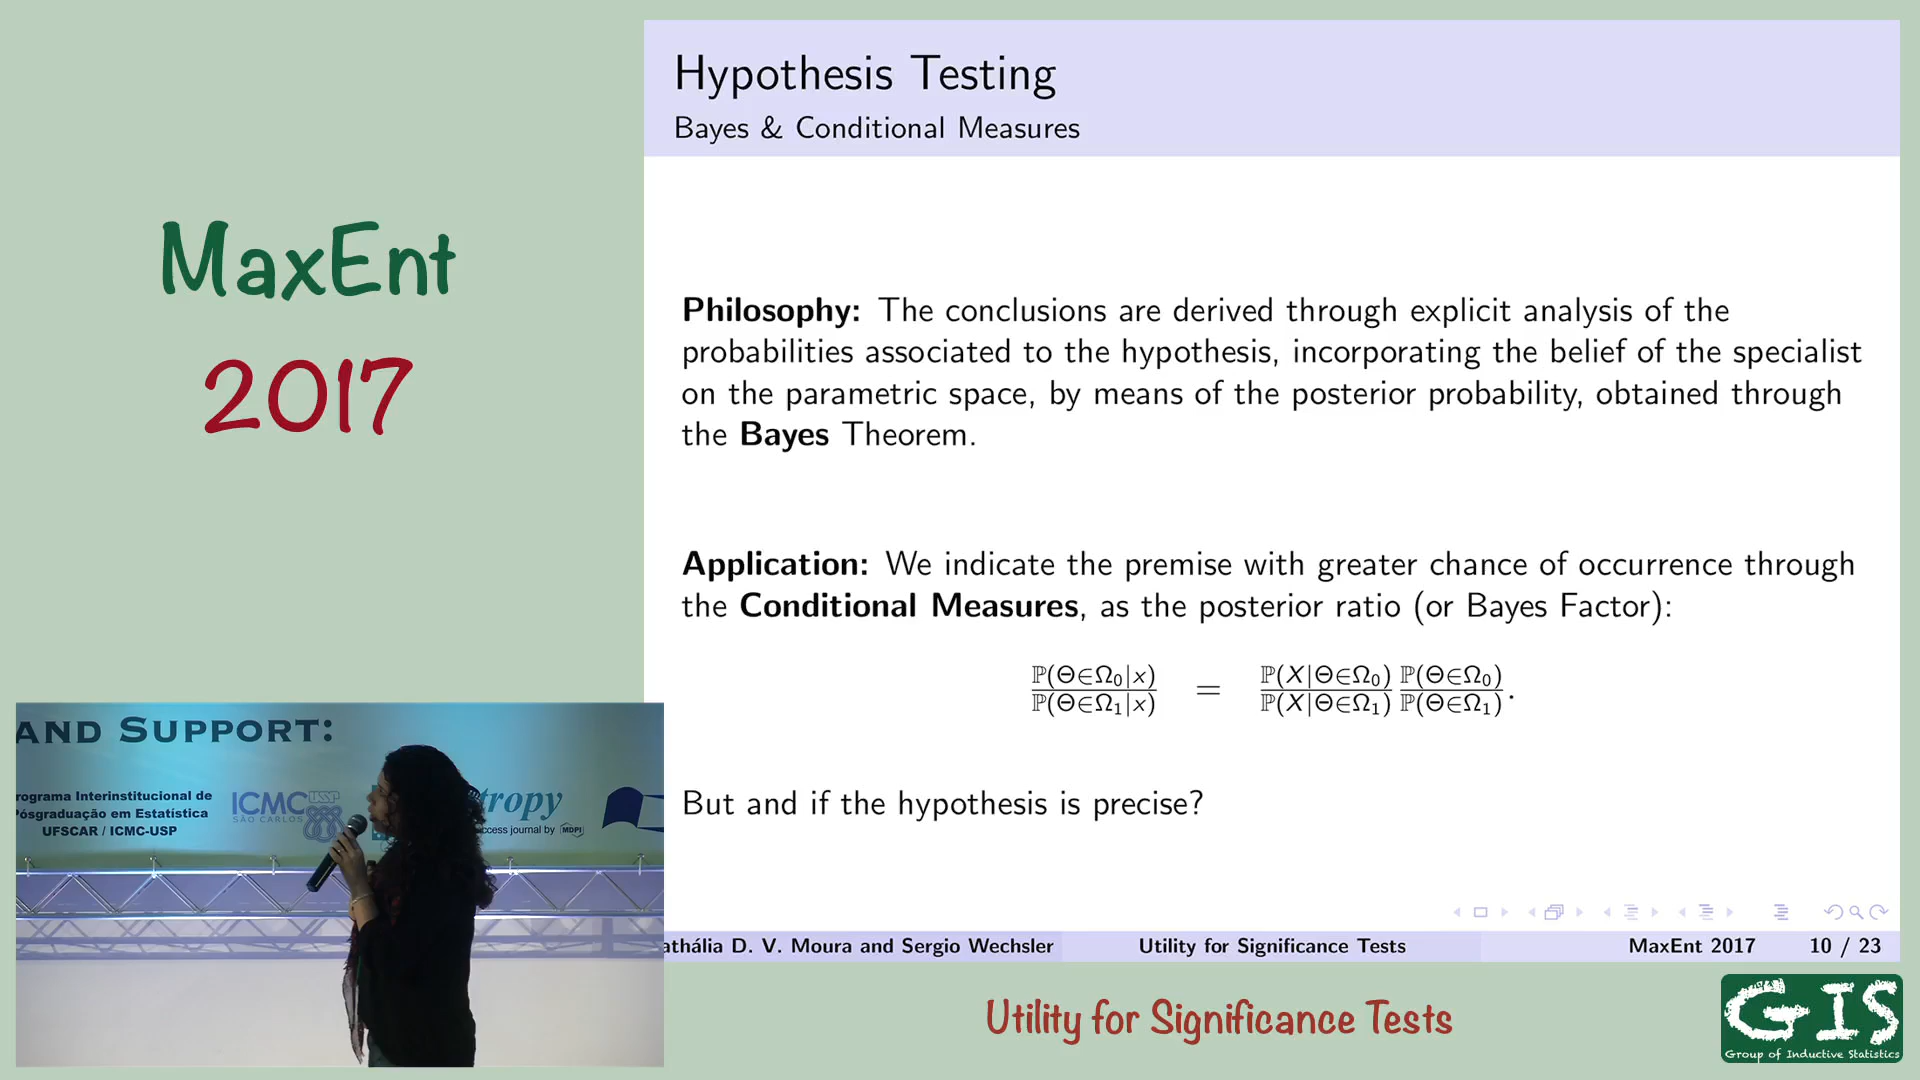 MaxEnt
2017
Hypothesis Testing
Bayes & Conditional Measures
Philosophy: The conclusions are derived through explicit analysis of the
probabilities associated to the hypothesis, incorporating the belief of the specialist
on the parametric space, by means of the posterior probability, obtained through
the Bayes Theorem.
Application: We indicate the premise with greater chance of occurrence through
the Conditional Measures, as the posterior ratio (or Bayes Factor):
ℙ(Θ∈Ω₀|x)/ℙ(Θ∈Ω₁|x) = ℙ(X|Θ∈Ω₀)/ℙ(X|Θ∈Ω₁) ℙ(Θ∈Ω₀)/ℙ(Θ∈Ω₁).
But and if the hypothesis is precise?
athália D. V. Moura and Sergio Wechsler
Utility for Significance Tests
MaxEnt 2017
10 / 23
AND SUPPORT:
rograma Interinstitucional de
Pósgraduação em Estatística
UFSCAR / ICMC-USP
ICMC USP
SÃO CARLOS
tropy
access journal by MDPI
Utility for Significance Tests
GIS
Group of Inductive Statistics